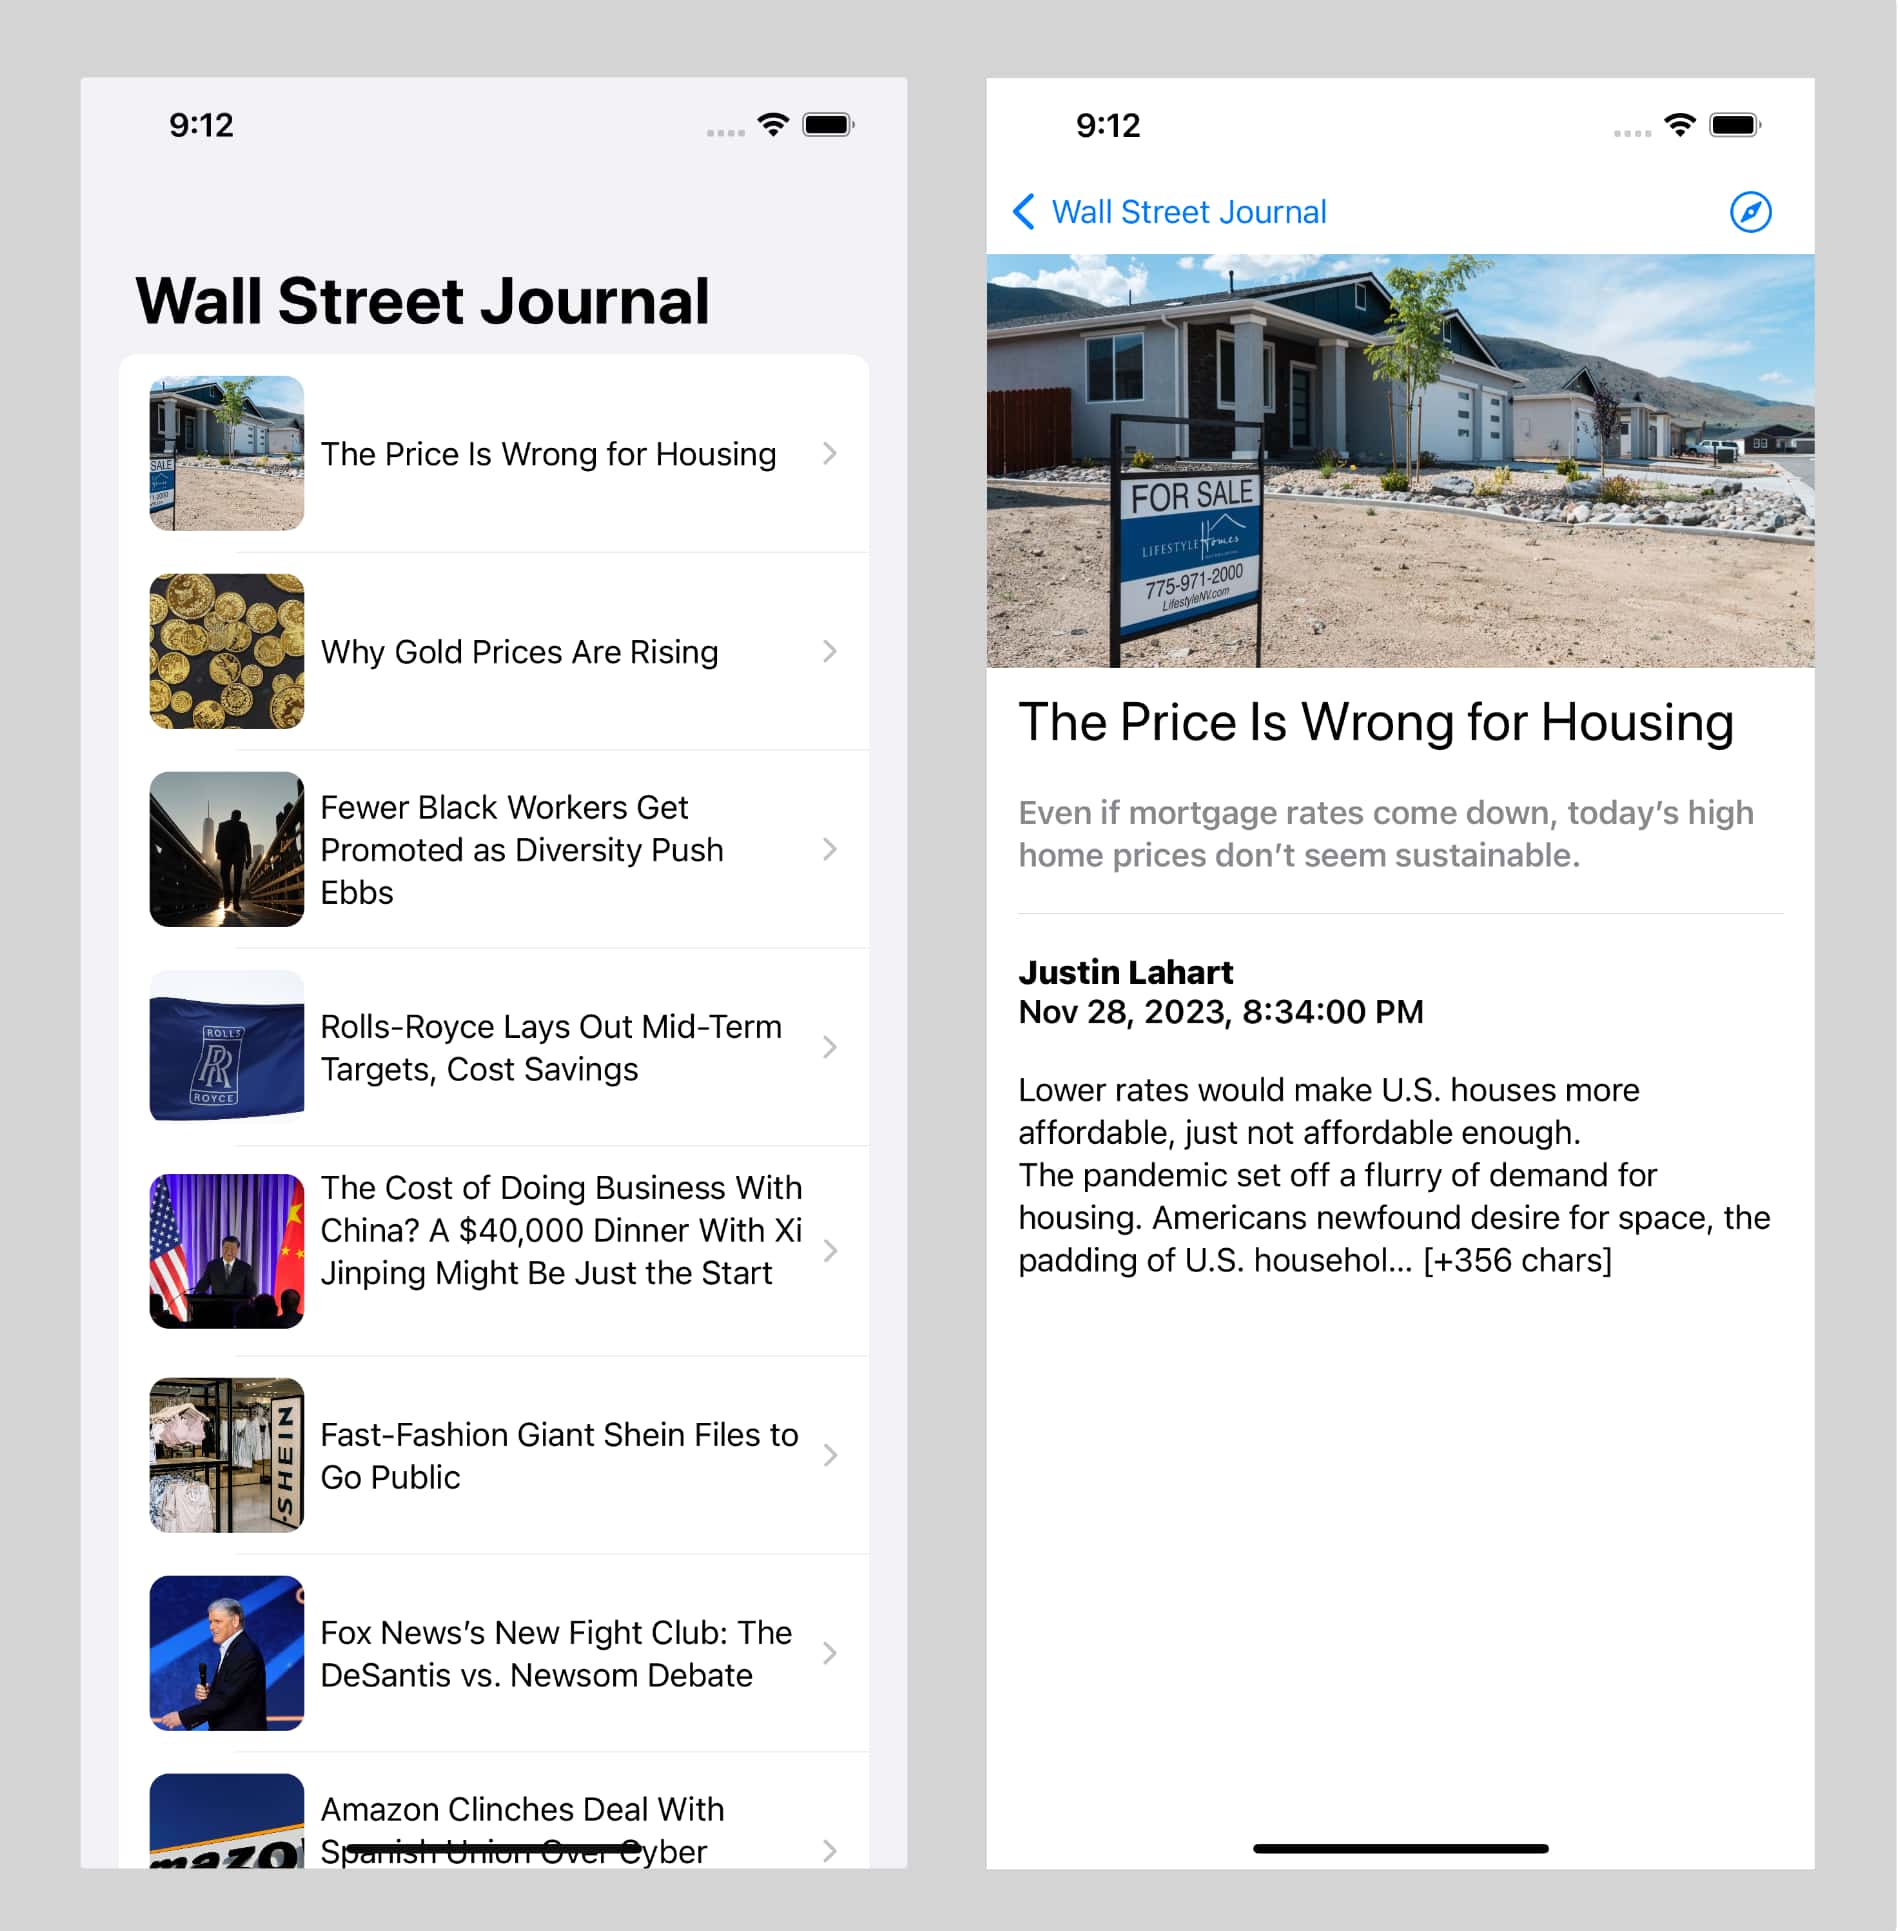 9:12
Wall Street Journal
SALE
The Price Is Wrong for Housing
Why Gold Prices Are Rising
Fewer Black Workers Get
Promoted as Diversity Push
Ebbs
ROLLS
RR
ROYCE
Rolls-Royce Lays Out Mid-Term
Targets, Cost Savings
The Cost of Doing Business With
China? A $40,000 Dinner With Xi
Jinping Might Be Just the Start
SHEIN
Fast-Fashion Giant Shein Files to
Go Public
Fox News’s New Fight Club: The
DeSantis vs. Newsom Debate
mazo
Amazon Clinches Deal With
Spanish Union Over Cyber
9:12
Wall Street Journal
FOR SALE
LIFESTYLE Homes
775-971-2000
LifestyleNV.com
The Price Is Wrong for Housing
Even if mortgage rates come down, today’s high
home prices don’t seem sustainable.
Justin Lahart
Nov 28, 2023, 8:34:00 PM
Lower rates would make U.S. houses more
affordable, just not affordable enough.
The pandemic set off a flurry of demand for
housing. Americans newfound desire for space, the
padding of U.S. househol… [+356 chars]